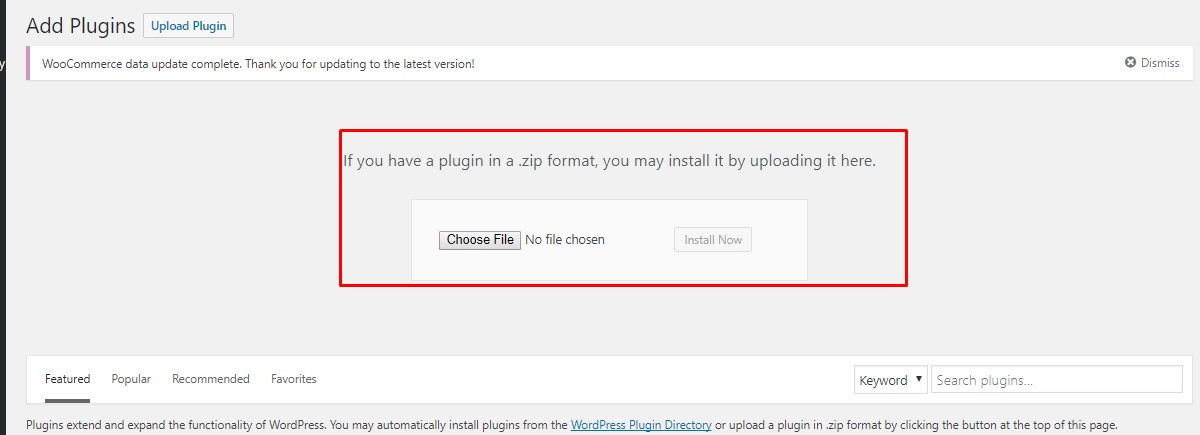 Add Plugins Upload Plugin
y
WooCommerce data update complete. Thank you for updating to the latest version! Dismiss
If you have a plugin in a .zip format, you may install it by uploading it here.
Choose File No file chosen Install Now
Featured Popular Recommended Favorites Keyword Search plugins...
Plugins extend and expand the functionality of WordPress. You may automatically install plugins from the WordPress Plugin Directory or upload a plugin in .zip format by clicking the button at the top of this page.